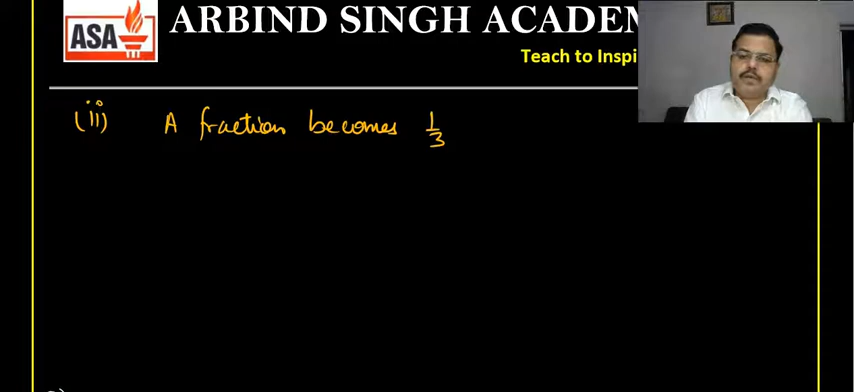 ARBIND SINGH ACADEM
ASA
Teach to Inspi
(ii) A fraction becomes 1/3